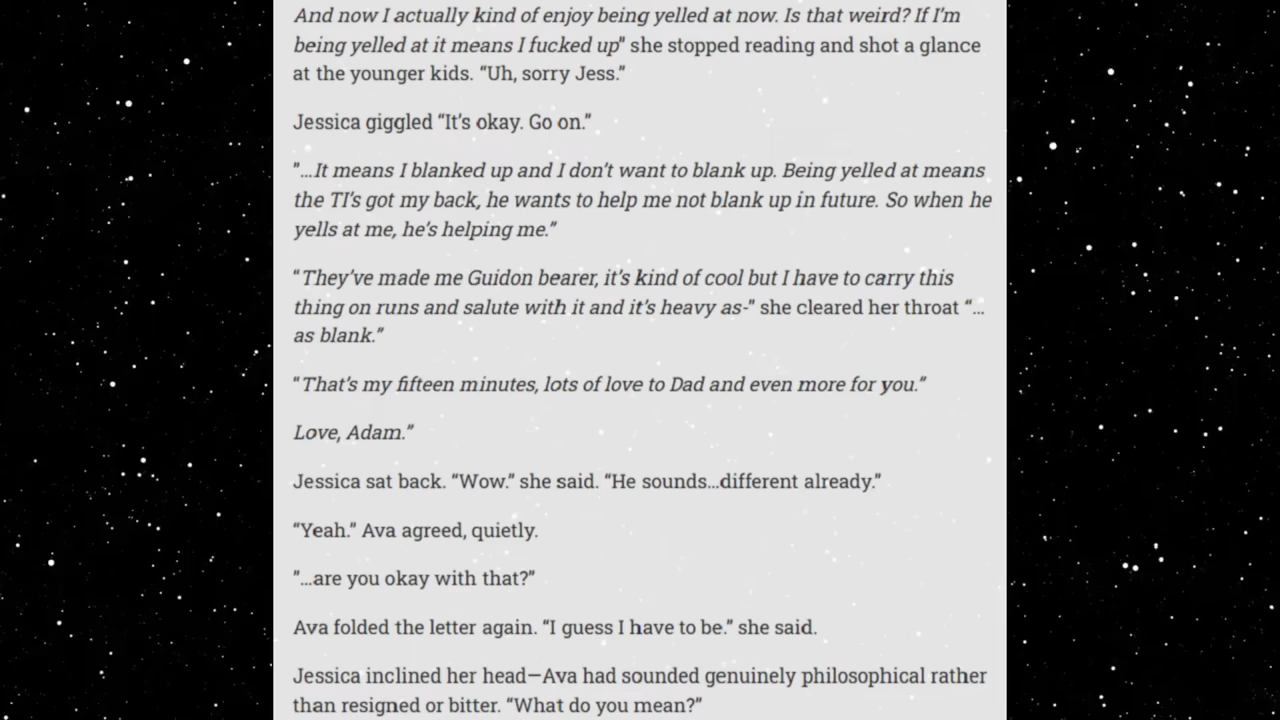 And now I actually kind of enjoy being yelled at now. Is that weird? If I’m
being yelled at it means I fucked up” she stopped reading and shot a glance
at the younger kids. “Uh, sorry Jess.”
Jessica giggled “It’s okay. Go on.”
”…It means I blanked up and I don’t want to blank up. Being yelled at means
the TI’s got my back, he wants to help me not blank up in future. So when he
yells at me, he’s helping me.”
“They’ve made me Guidon bearer, it’s kind of cool but I have to carry this
thing on runs and salute with it and it’s heavy as-” she cleared her throat “…
as blank.”
“That’s my fifteen minutes, lots of love to Dad and even more for you.”
Love, Adam.”
Jessica sat back. “Wow.” she said. “He sounds…different already.”
“Yeah.” Ava agreed, quietly.
”…are you okay with that?”
Ava folded the letter again. “I guess I have to be.” she said.
Jessica inclined her head—Ava had sounded genuinely philosophical rather
than resigned or bitter. “What do you mean?”